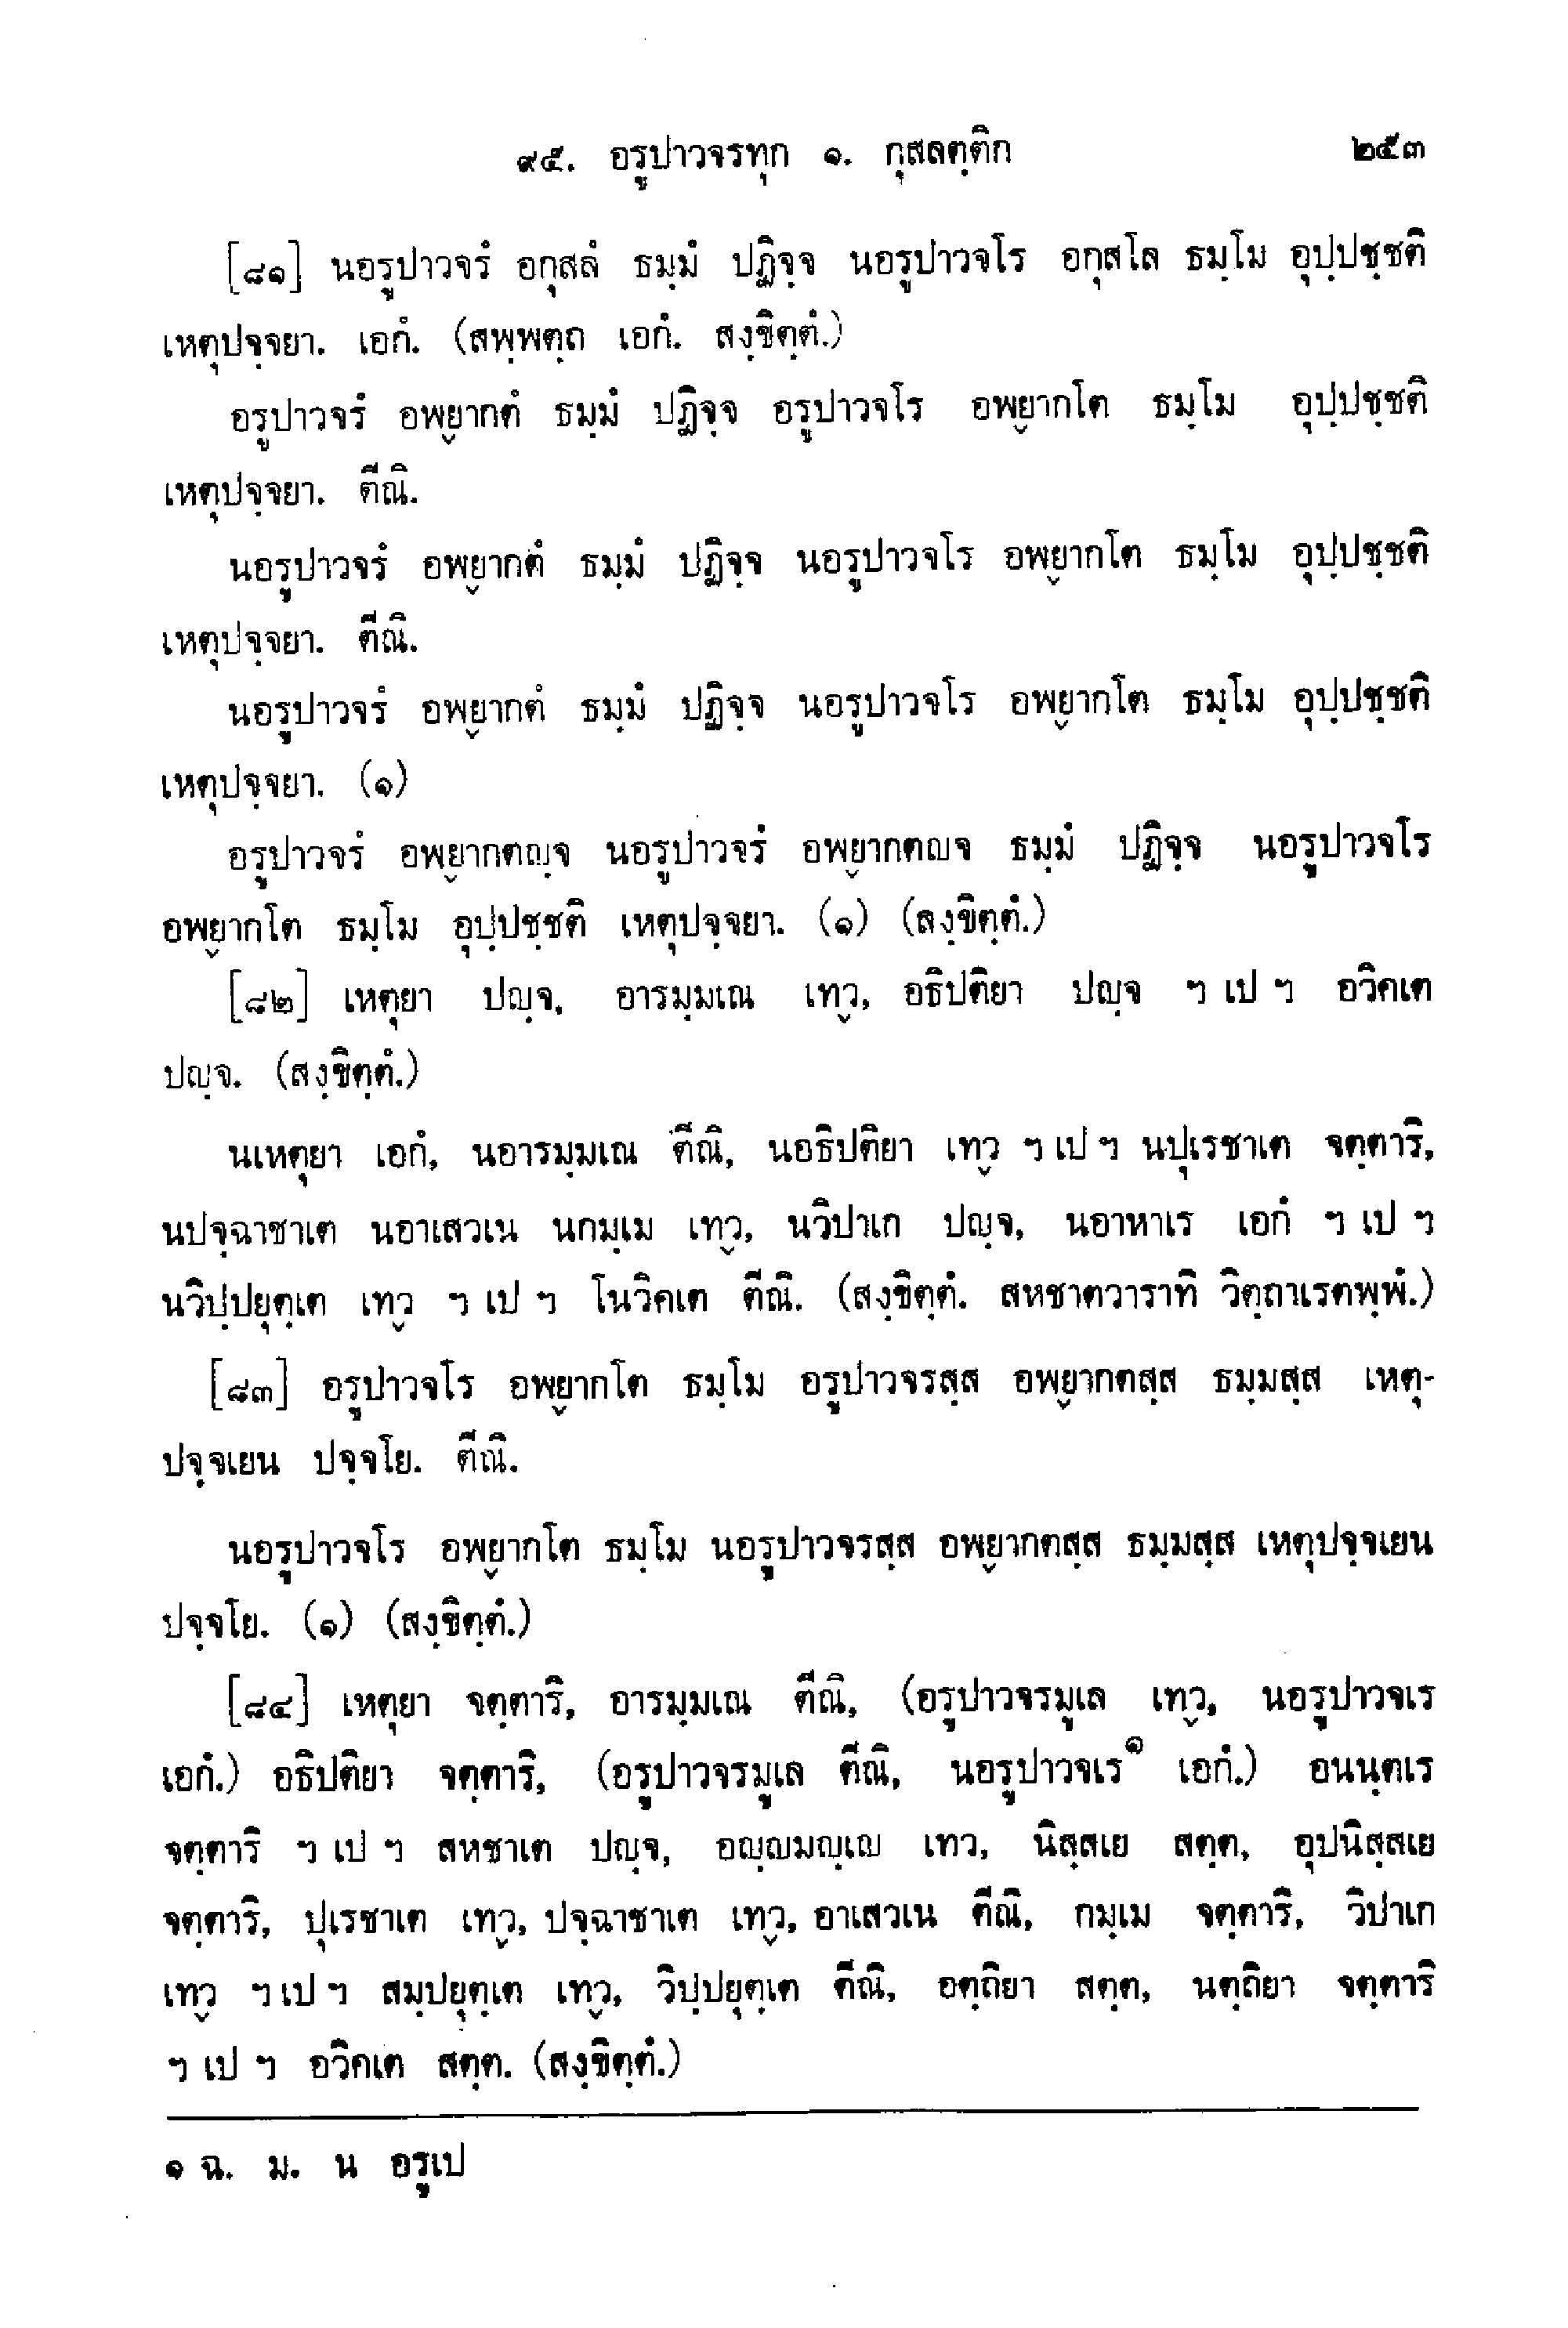 ๙๕. อรูปาวจรทุก ๑. กุสลตฺติก ๒๕๓
[๘๑] นอรูปาวจรํ อกุสลํ ธมฺมํ ปฏิจฺจ นอรูปาวจโร อกุสโล ธมฺโม อุปฺปชฺชติ
เหตุปจฺจยา. เอกํ. (สพฺพตฺถ เอกํ. สงฺขิตฺตํ.)
อรูปาวจรํ อพฺยากตํ ธมฺมํ ปฏิจฺจ อรูปาวจโร อพฺยากโต ธมฺโม อุปฺปชฺชติ
เหตุปจฺจยา. ตีณิ.
นอรูปาวจรํ อพฺยากตํ ธมฺมํ ปฏิจฺจ นอรูปาวจโร อพฺยากโต ธมฺโม อุปฺปชฺชติ
เหตุปจฺจยา. ตีณิ.
นอรูปาวจรํ อพฺยากตํ ธมฺมํ ปฏิจฺจ นอรูปาวจโร อพฺยากโต ธมฺโม อุปฺปชฺชติ
เหตุปจฺจยา. (๑)
อรูปาวจรํ อพฺยากตญฺจ นอรูปาวจรํ อพฺยากตญจ ธมฺมํ ปฏิจฺจ นอรูปาวจโร
อพฺยากโต ธมฺโม อุปฺปชฺชติ เหตุปจฺจยา. (๑) (สงฺขิตฺตํ.)
[๘๒] เหตุยา ปญฺจ, อารมฺมเณ เทฺว, อธิปติยา ปญฺจ ฯ เป ฯ อวิคเต
ปญฺจ. (สงฺขิตฺตํ.)
นเหตุยา เอกํ, นอารมฺมเณ ตีณิ, นอธิปติยา เทฺว ฯ เป ฯ นปุเรชาเต จตฺตาริ,
นปจฺฉาชาเต นอาเสวเน นกมฺเม เทฺว, นวิปาเก ปญฺจ, นอาหาเร เอกํ ฯ เป ฯ
นวิปฺปยุตฺเต เทฺว ฯ เป ฯ โนวิคเต ตีณิ. (สงฺขิตฺตํ. สหชาตวาราทิ วิตฺถาเรตพฺพํ.)
[๘๓] อรูปาวจโร อพฺยากโต ธมฺโม อรูปาวจรสฺส อพฺยากตสฺส ธมฺมสฺส เหตุ-
ปจฺจเยน ปจฺจโย. ตีณิ.
นอรูปาวจโร อพฺยากโต ธมฺโม นอรูปาวจรสฺส อพฺยากตสฺส ธมฺมสฺส เหตุปจฺจเยน
ปจฺจโย. (๑) (สงฺขิตฺตํ.)
[๘๔] เหตุยา จตฺตาริ, อารมฺมเณ ตีณิ, (อรูปาวจรมูเล เทฺว, นอรูปาวจเร
เอกํ.) อธิปติยา จตฺตาริ, (อรูปาวจรมูเล ตีณิ, นอรูปาวจเร๑ เอกํ.) อนนฺตเร
จตฺตาริ ฯ เป ฯ สหชาเต ปญฺจ, อญฺญมญฺเญ เทว, นิสฺสเย สตฺต, อุปนิสฺสเย
จตฺตาริ, ปุเรชาเต เทฺว, ปจฺฉาชาเต เทฺว, อาเสวเน ตีณิ, กมฺเม จตฺตาริ, วิปาเก
เทฺว ฯ เป ฯ สมฺปยุตฺเต เทฺว, วิปฺปยุตฺเต ตีณิ, อตฺถิยา สตฺต, นตฺถิยา จตฺตาริ
ฯ เป ฯ อวิคเต สตฺต. (สงฺขิตฺตํ.)
๑ ฉ. ม. น อรูเป